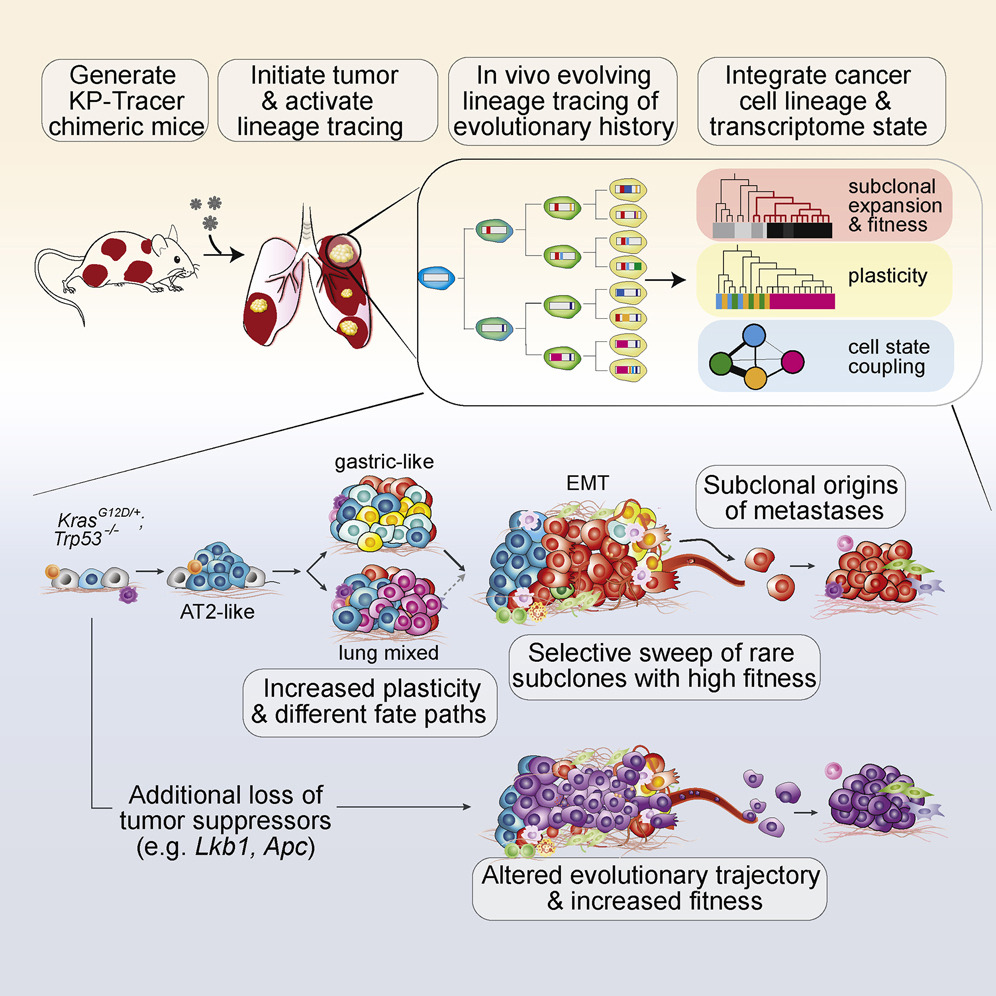 Generate
KP-Tracer
chimeric mice
Initiate tumor
& activate
lineage tracing
In vivo evolving
lineage tracing of
evolutionary history
Integrate cancer
cell lineage &
transcriptome state
subclonal
expansion
& fitness
plasticity
cell state
coupling
gastric-like
EMT
Subclonal origins
of metastases
Kras^G12D/+;
Trp53^-/-
AT2-like
lung mixed
Increased plasticity
& different fate paths
Selective sweep of rare
subclones with high fitness
Additional loss of
tumor suppressors
(e.g. Lkb1, Apc)
Altered evolutionary trajectory
& increased fitness